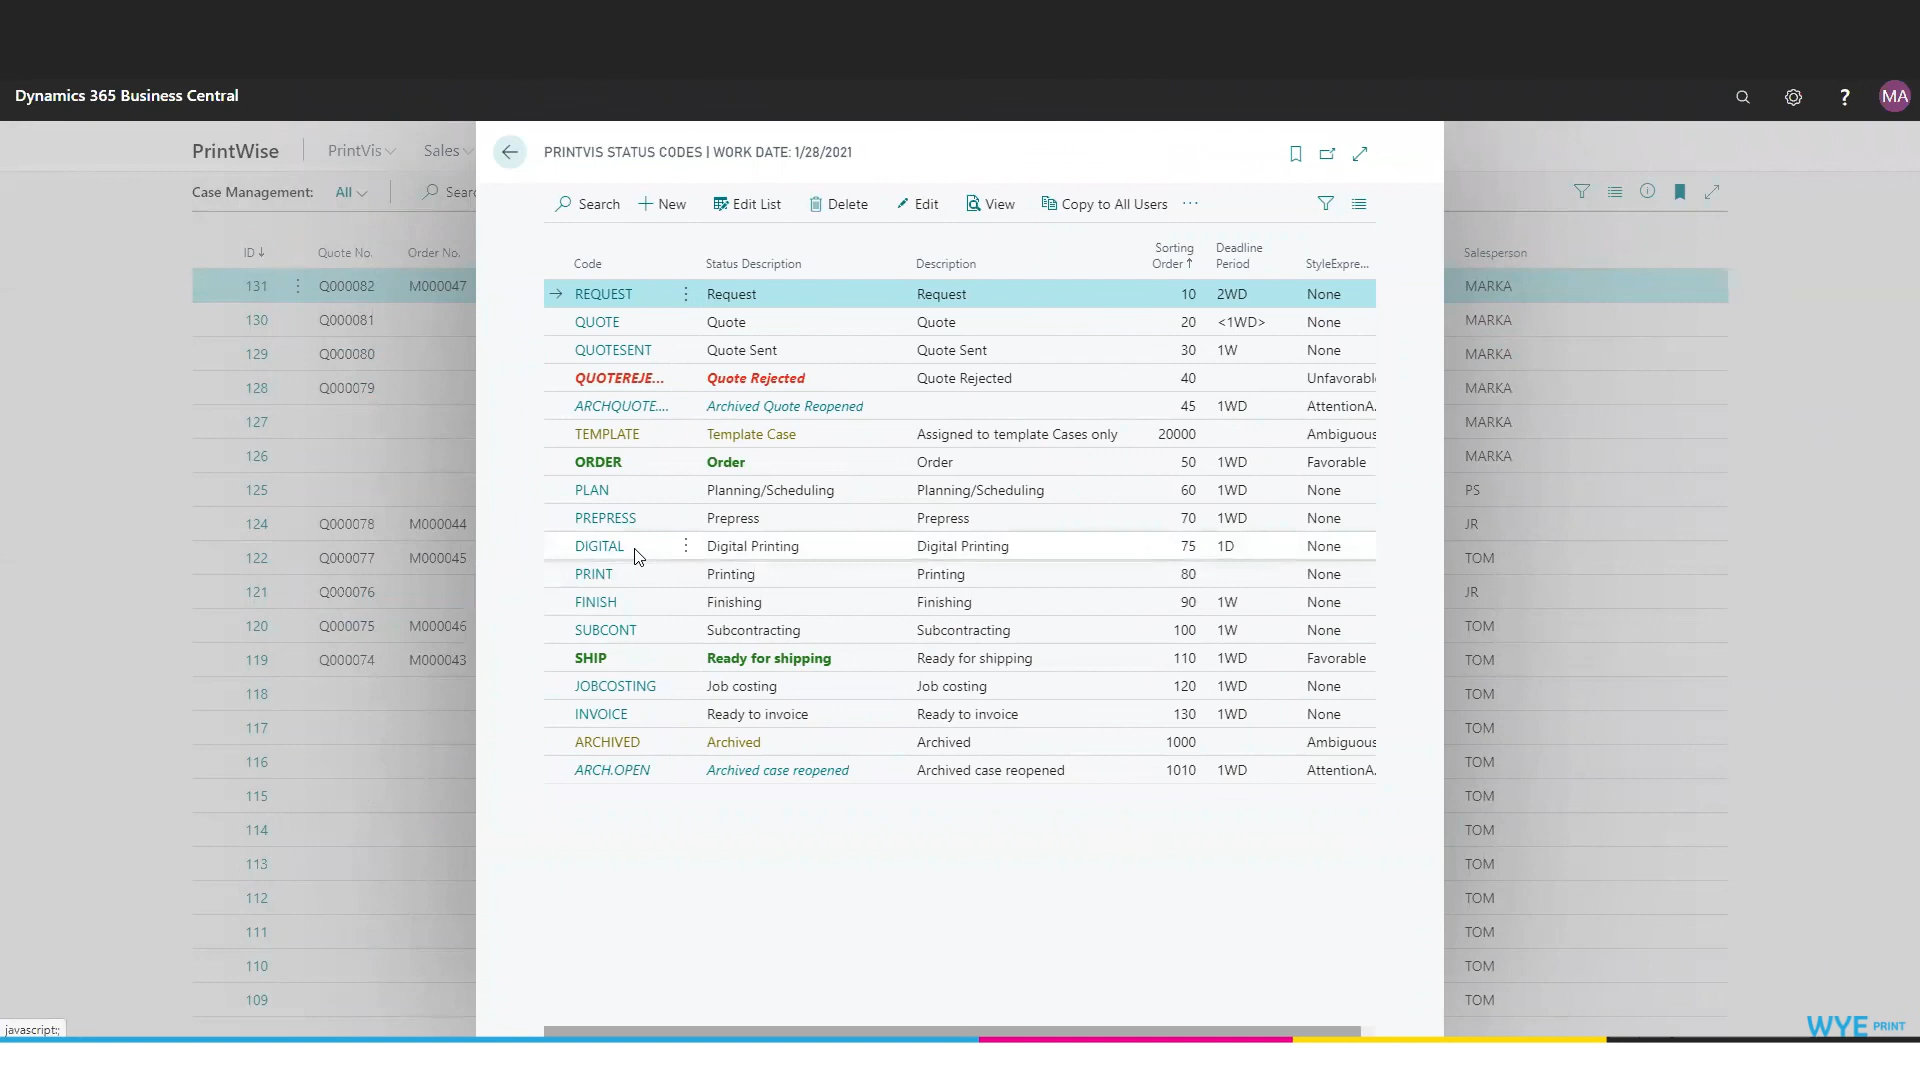 Dynamics 365 Business Central
?
MA
PrintWise
PrintVis
Sales
Case Management:
All
Sear
ID↓ Quote No. Order No.
131 Q000082 M000047
130 Q000081
129 Q000080
128 Q000079
127
126
125
124 Q000078 M000044
122 Q000077 M000045
121 Q000076
120 Q000075 M000046
119 Q000074 M000043
118
117
116
115
114
113
112
111
110
109
javascript:;
PRINTVIS STATUS CODES | WORK DATE: 1/28/2021
Search
New
Edit List
Delete
Edit
View
Copy to All Users
...
Code Status Description Description Sorting Order↑ Deadline Period StyleExpre...
REQUEST Request Request 10 2WD None
QUOTE Quote Quote 20 <1WD> None
QUOTESENT Quote Sent Quote Sent 30 1W None
QUOTEREJE... Quote Rejected Quote Rejected 40 Unfavorabl
ARCHQUOTE.... Archived Quote Reopened 45 1WD AttentionA.
TEMPLATE Template Case Assigned to template Cases only 20000 Ambiguous
ORDER Order Order 50 1WD Favorable
PLAN Planning/Scheduling Planning/Scheduling 60 1WD None
PREPRESS Prepress Prepress 70 1WD None
DIGITAL Digital Printing Digital Printing 75 1D None
PRINT Printing Printing 80 None
FINISH Finishing Finishing 90 1W None
SUBCONT Subcontracting Subcontracting 100 1W None
SHIP Ready for shipping Ready for shipping 110 1WD Favorable
JOBCOSTING Job costing Job costing 120 1WD None
INVOICE Ready to invoice Ready to invoice 130 1WD None
ARCHIVED Archived Archived 1000 Ambiguous
ARCH.OPEN Archived case reopened Archived case reopened 1010 1WD AttentionA.
Salesperson
MARKA
MARKA
MARKA
MARKA
MARKA
MARKA
PS
JR
TOM
JR
TOM
TOM
TOM
TOM
TOM
TOM
TOM
TOM
TOM
TOM
TOM
TOM
WYE PRINT